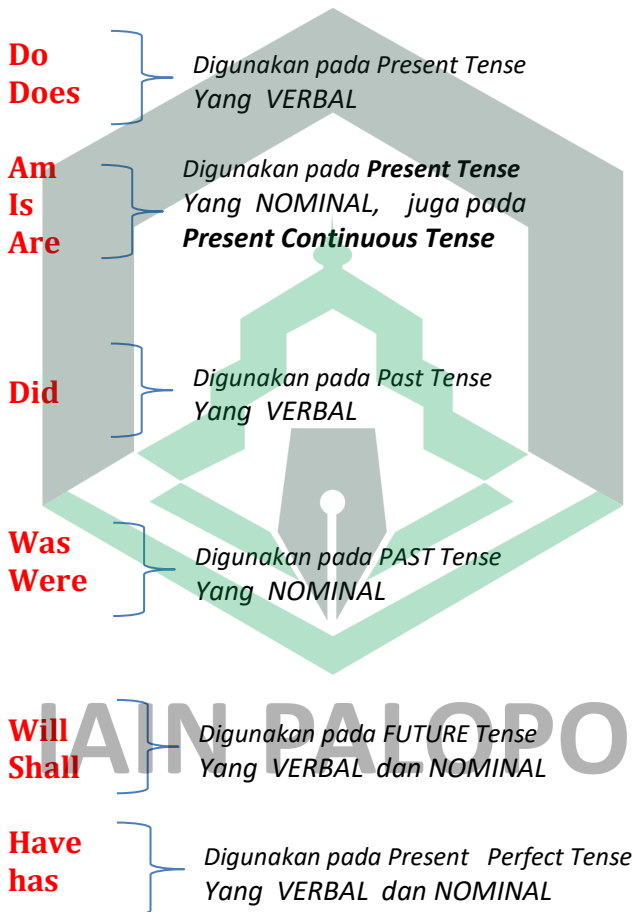 Do
Does
Digunakan pada Present Tense
Yang VERBAL
Am
Is
Are
Digunakan pada Present Tense
Yang NOMINAL, juga pada
Present Continuous Tense
Did
Digunakan pada Past Tense
Yang VERBAL
Was
Were
Digunakan pada PAST Tense
Yang NOMINAL
Will
Shall
Digunakan pada FUTURE Tense
Yang VERBAL dan NOMINAL
IAIN PALOPO
Have
has
Digunakan pada Present Perfect Tense
Yang VERBAL dan NOMINAL